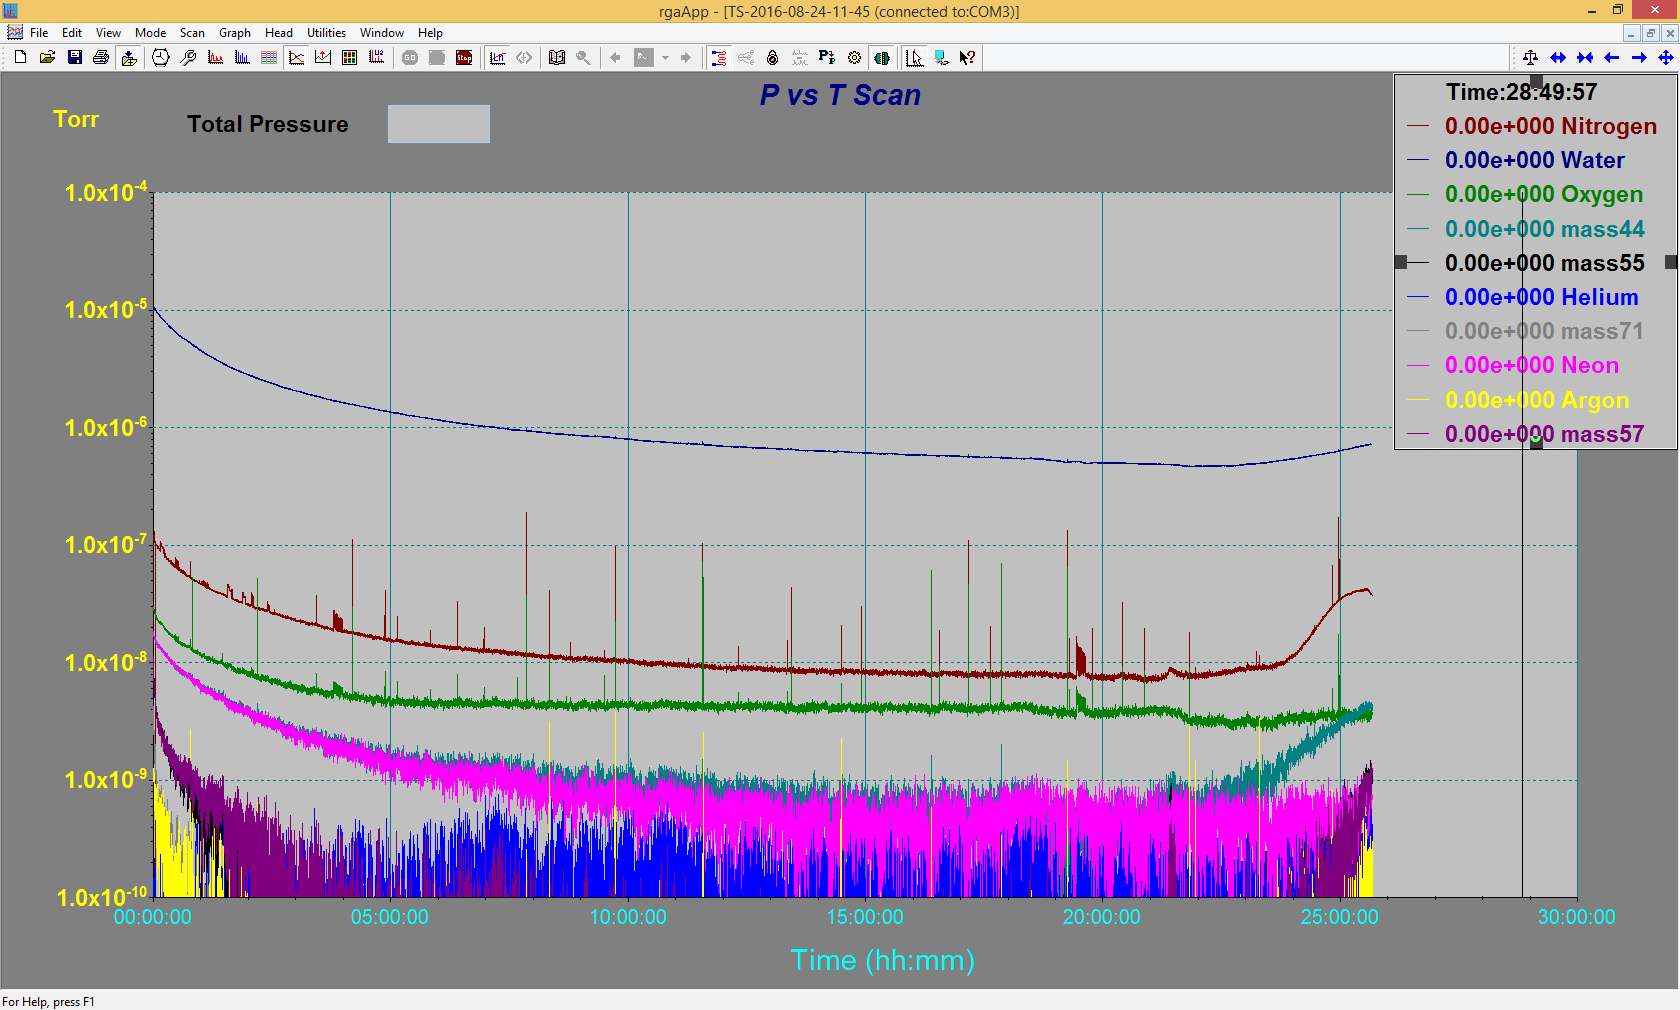 rgaApp - [TS-2016-08-24-11-45 (connected to:COM3)]
File Edit View Mode Scan Graph Head Utilities Window Help
GO Stop
P vs T Scan
Torr
Total Pressure
Time:28:49:57
0.00e+000 Nitrogen
0.00e+000 Water
0.00e+000 Oxygen
0.00e+000 mass44
0.00e+000 mass55
0.00e+000 Helium
0.00e+000 mass71
0.00e+000 Neon
0.00e+000 Argon
0.00e+000 mass57
1.0x10-4
1.0x10-5
1.0x10-6
1.0x10-7
1.0x10-8
1.0x10-9
1.0x10-10
00:00:00 05:00:00 10:00:00 15:00:00 20:00:00 25:00:00 30:00:00
Time (hh:mm)
For Help, press F1